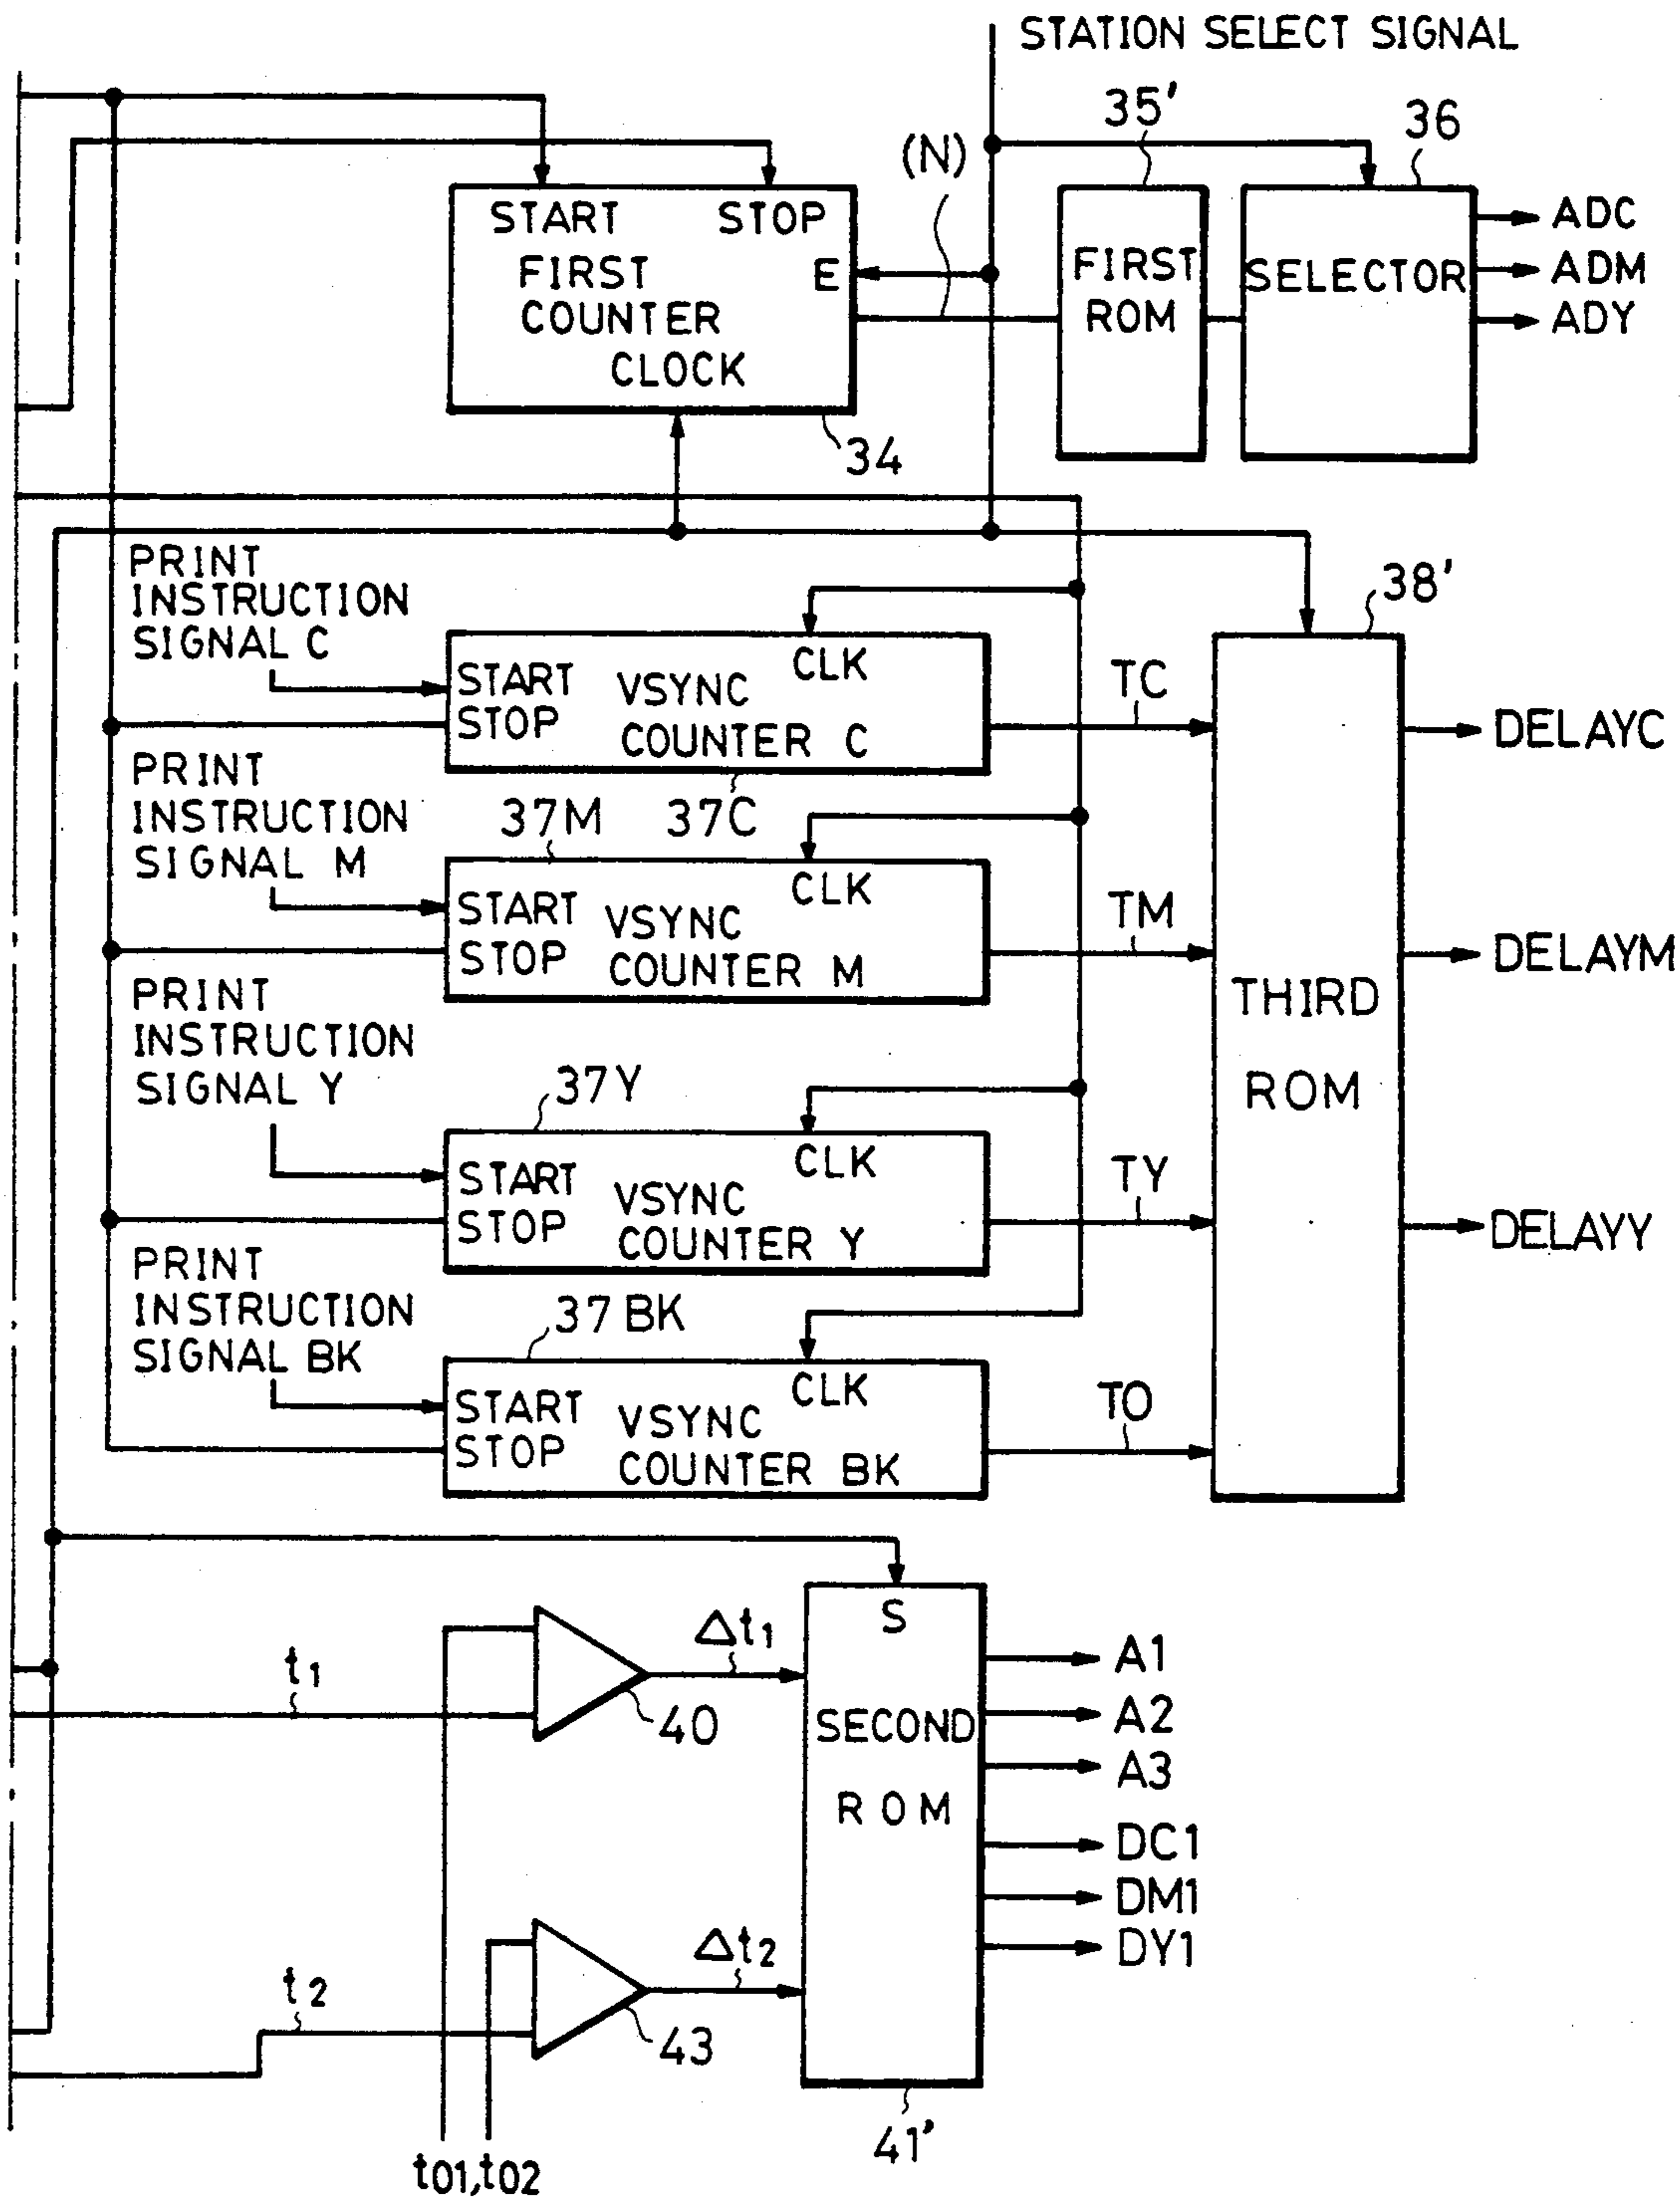 STATION SELECT SIGNAL
35'
36
(N)
START STOP
E
FIRST
COUNTER
CLOCK
34
FIRST
ROM
SELECTOR
ADC
ADM
ADY
PRINT
INSTRUCTION
SIGNAL C
START
STOP
VSYNC
COUNTER C
CLK
37C
TC
38'
DELAYC
PRINT
INSTRUCTION
SIGNAL M
37M
START
STOP
VSYNC
COUNTER M
CLK
TM
DELAYM
THIRD
ROM
PRINT
INSTRUCTION
SIGNAL Y
37Y
START
STOP
VSYNC
COUNTER Y
CLK
TY
DELAYY
PRINT
INSTRUCTION
SIGNAL BK
37BK
START
STOP
VSYNC
COUNTER BK
CLK
TO
t1
40
Δt1
S
SECOND
ROM
A1
A2
A3
DC1
DM1
DY1
t2
43
Δt2
41'
t01,t02